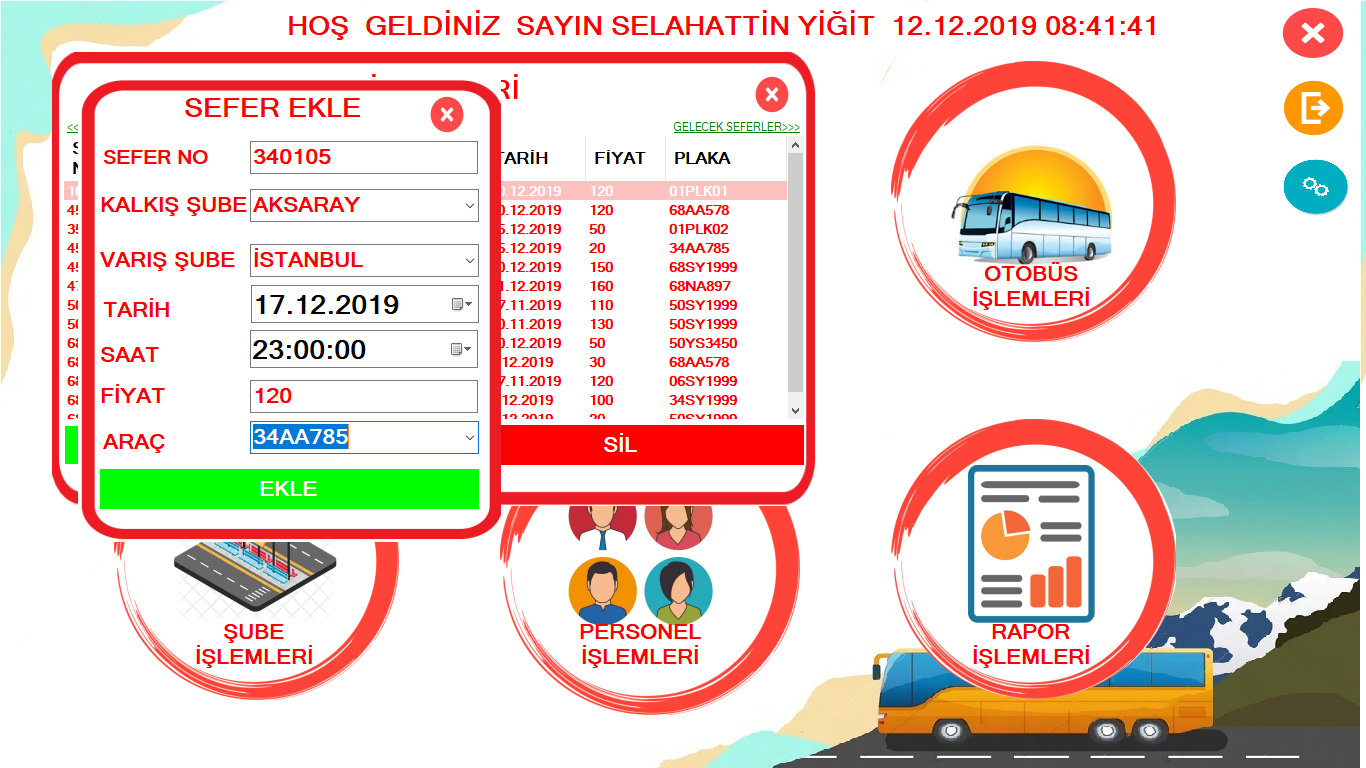 HOŞ GELDİNİZ SAYIN SELAHATTİN YİĞİT 12.12.2019 08:41:41
SEFER EKLE
SEFER NO 340105
KALKIŞ ŞUBE AKSARAY
VARIŞ ŞUBE İSTANBUL
TARİH 17.12.2019
SAAT 23:00:00
FİYAT 120
ARAÇ 34AA785
EKLE
GELECEK SEFERLER>>>
FİYAT PLAKA
120 01PLK01
120 68AA578
50 01PLK02
20 34AA785
150 68SY1999
160 68NA897
110 50SY1999
130 50SY1999
50 50YS3450
30 68AA578
120 06SY1999
100 34SY1999
SİL
OTOBÜS
İŞLEMLERİ
ŞUBE
İŞLEMLERİ
PERSONEL
İŞLEMLERİ
RAPOR
İŞLEMLERİ